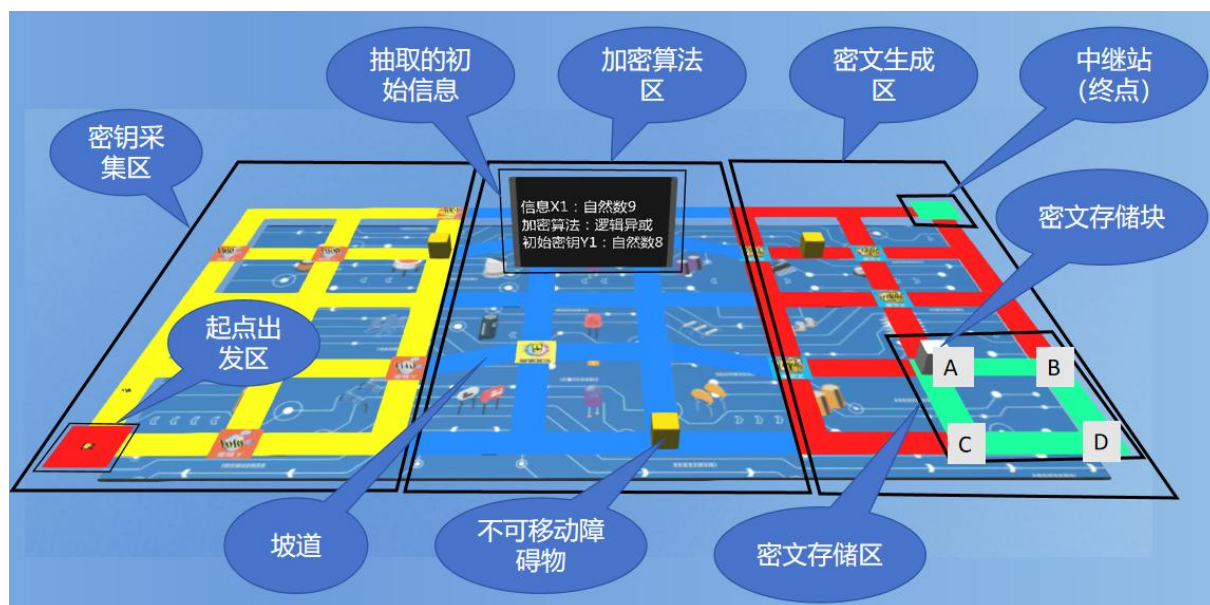 抽取的初
始信息
加密算法
区
密文生成
区
中继站
（终点）
密钥采
集区
信息X1：自然数9
加密算法：逻辑异或
初始密钥Y1：自然数8
密文存储块
起点出
发区
A
B
C
D
坡道
不可移动障
碍物
密文存储区